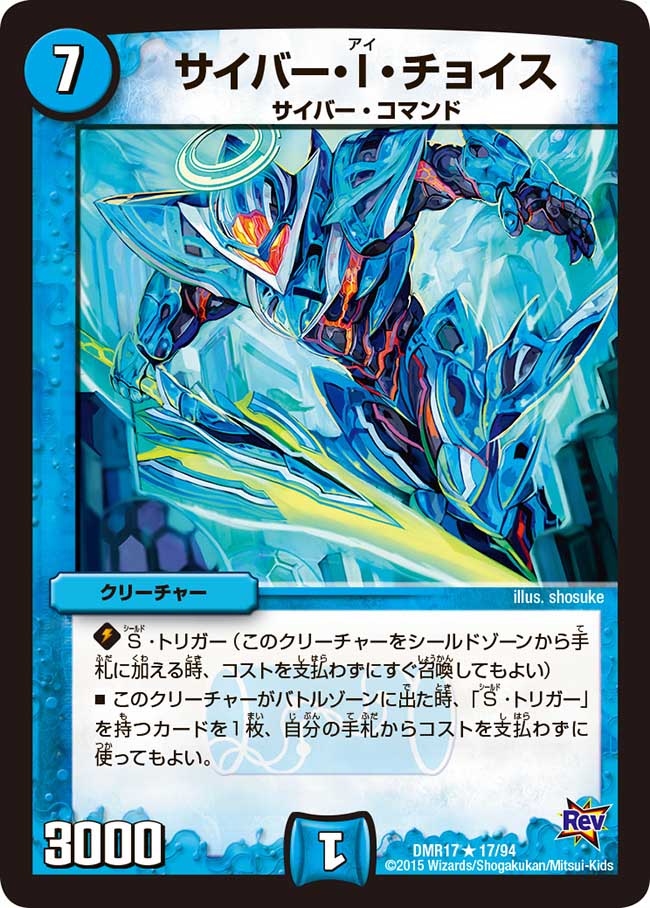 7
アイ
サイバー・I・チョイス
サイバー・コマンド
クリーチャー
illus. shosuke
S・トリガー（このクリーチャーをシールドゾーンから手
札に加える時、コストを支払わずにすぐ召喚してもよい）
■ このクリーチャーがバトルゾーンに出た時、「S・トリガー」
を持つカードを1枚、自分の手札からコストを支払わずに
使ってもよい。
3000
1
Rev
DMR17★17/94
©2015 Wizards/Shogakukan/Mitsui-Kids